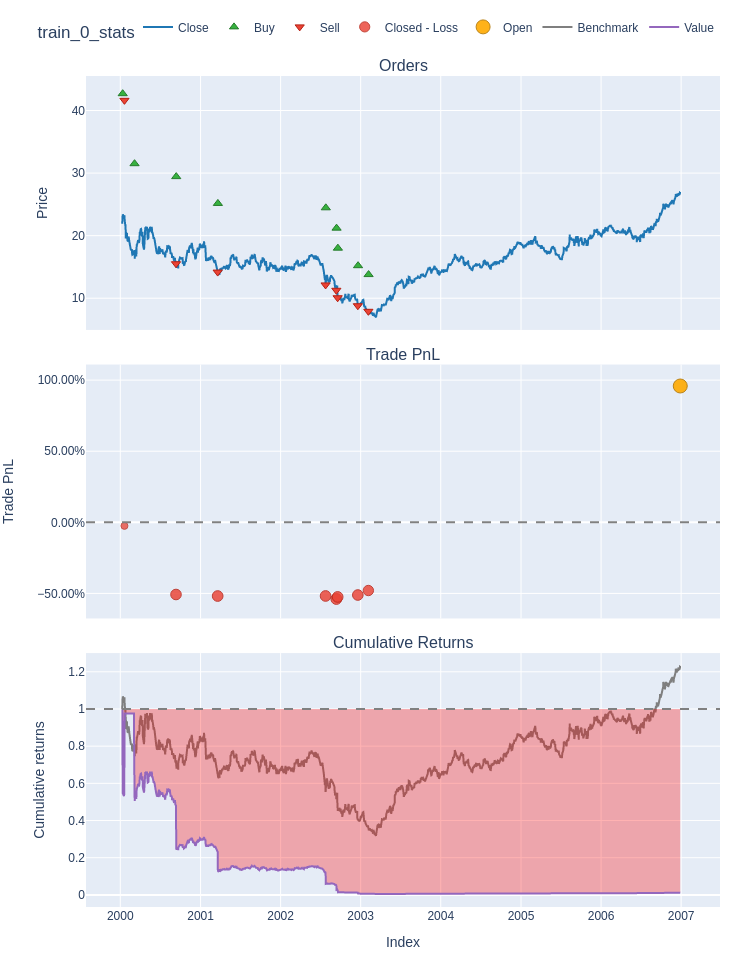 train_0_stats
Close
Buy
Sell
Closed - Loss
Open
Benchmark
Value
Orders
40
30
20
10
Price
Trade PnL
100.00%
50.00%
0.00%
−50.00%
Trade PnL
Cumulative Returns
1.2
1
0.8
0.6
0.4
0.2
0
Cumulative returns
2000 2001 2002 2003 2004 2005 2006 2007
Index